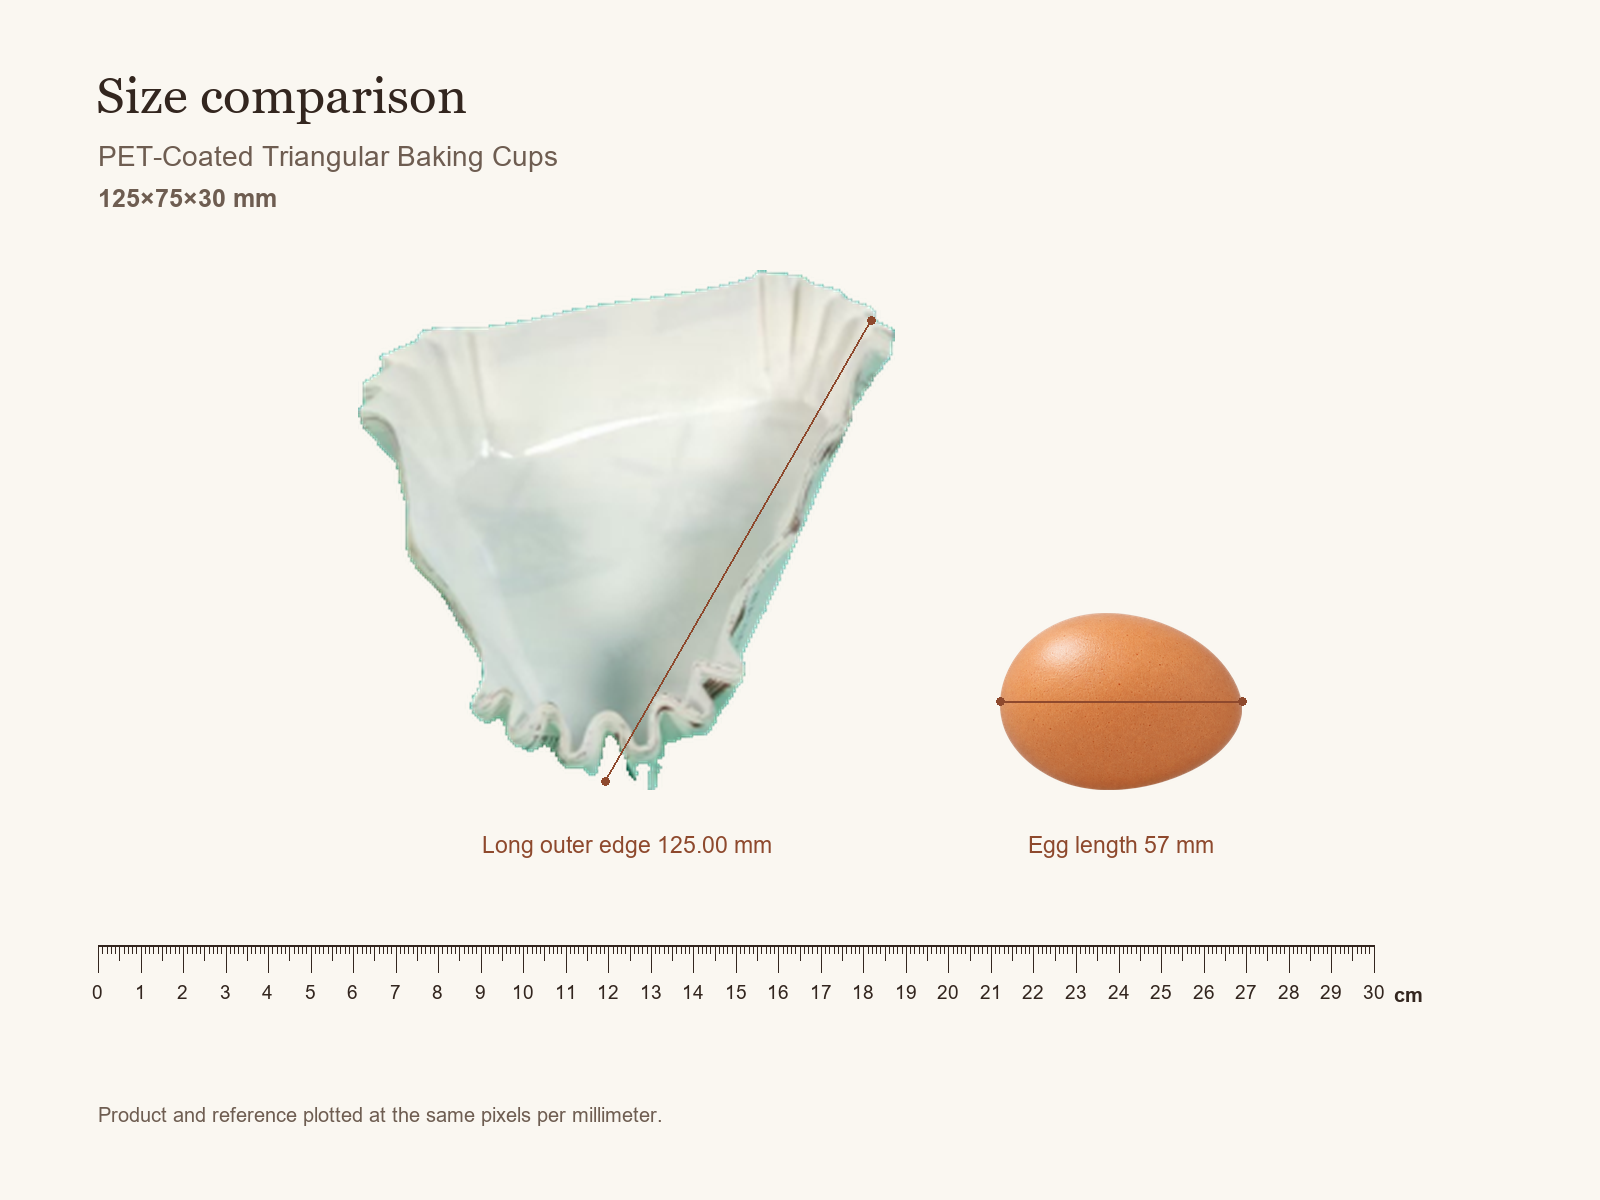 Size comparison
PET-Coated Triangular Baking Cups
125×75×30 mm
Long outer edge 125.00 mm
Egg length 57 mm
0 1 2 3 4 5 6 7 8 9 10 11 12 13 14 15 16 17 18 19 20 21 22 23 24 25 26 27 28 29 30 cm
Product and reference plotted at the same pixels per millimeter.